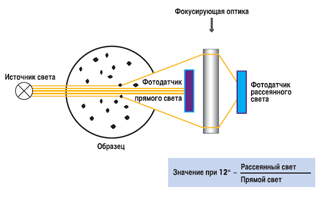 Фокусирующая оптика
Источник света
Фотодатчик
прямого света
Фотодатчик
рассеянного
света
Образец
Значение при 12° – Рассеянный свет
Прямой свет